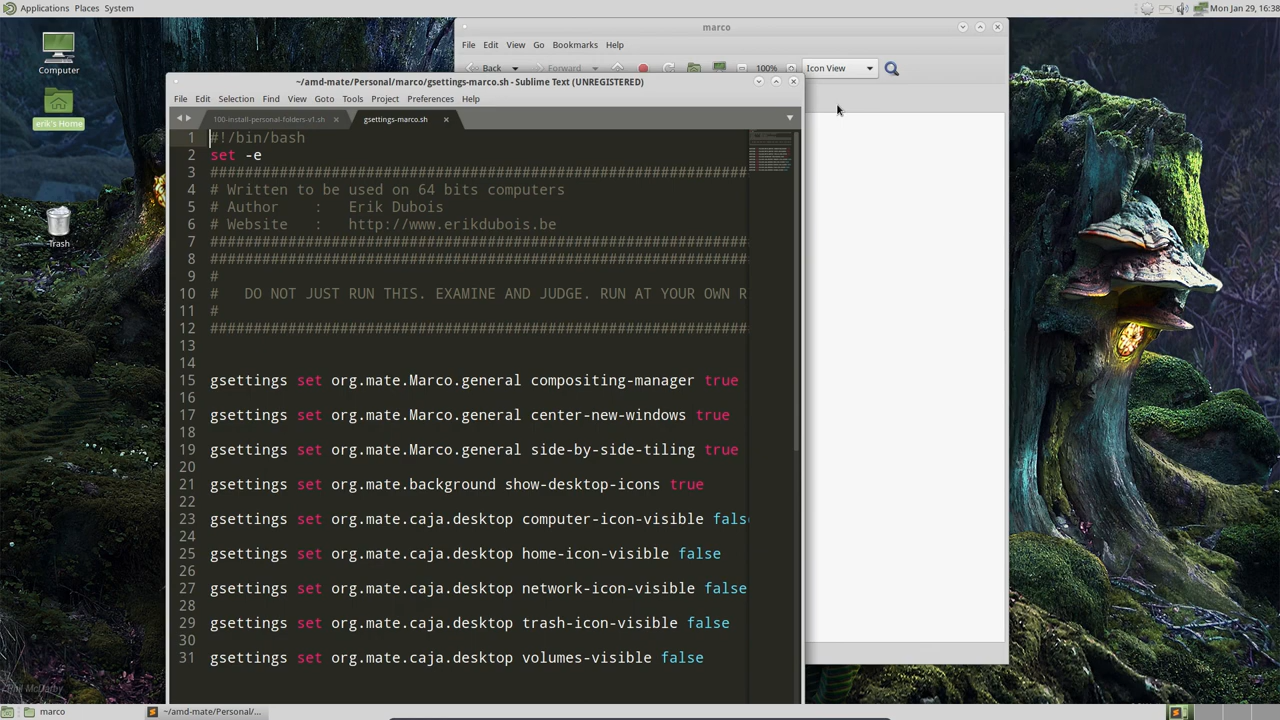 Applications Places System
Mon Jan 29, 16:38
Computer
erik's Home
Trash
marco
File Edit View Go Bookmarks Help
Back Forward 100% Icon View
~/amd-mate/Personal/marco/gsettings-marco.sh - Sublime Text (UNREGISTERED)
File Edit Selection Find View Goto Tools Project Preferences Help
100-install-personal-folders-v1.sh gsettings-marco.sh
1 #!/bin/bash
2 set -e
3 ##############################################################
4 # Written to be used on 64 bits computers
5 # Author : Erik Dubois
6 # Website : http://www.erikdubois.be
7 ##############################################################
8 ##############################################################
9 #
10 # DO NOT JUST RUN THIS. EXAMINE AND JUDGE. RUN AT YOUR OWN R
11 #
12 ##############################################################
13
14
15 gsettings set org.mate.Marco.general compositing-manager true
16
17 gsettings set org.mate.Marco.general center-new-windows true
18
19 gsettings set org.mate.Marco.general side-by-side-tiling true
20
21 gsettings set org.mate.background show-desktop-icons true
22
23 gsettings set org.mate.caja.desktop computer-icon-visible fals
24
25 gsettings set org.mate.caja.desktop home-icon-visible false
26
27 gsettings set org.mate.caja.desktop network-icon-visible false
28
29 gsettings set org.mate.caja.desktop trash-icon-visible false
30
31 gsettings set org.mate.caja.desktop volumes-visible false
Phil McDarby
marco
~/amd-mate/Personal/...